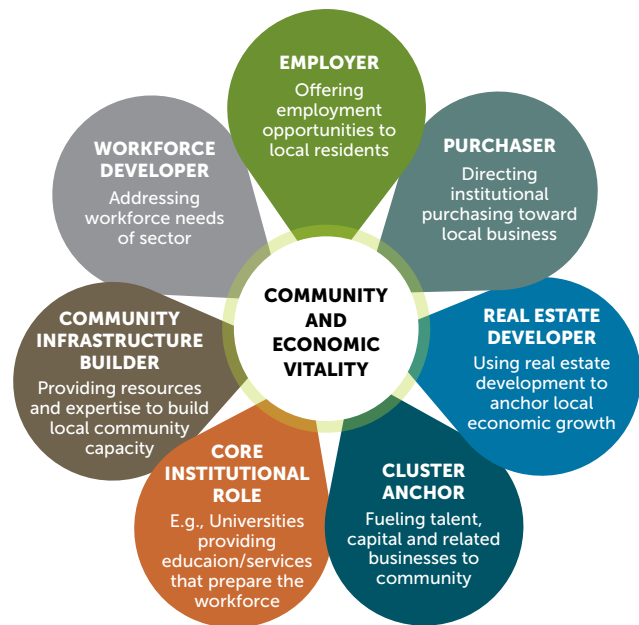 EMPLOYER
Offering
employment
opportunities to
local residents
PURCHASER
Directing
institutional
purchasing toward
local business
REAL ESTATE
DEVELOPER
Using real estate
development to
anchor local
economic growth
CLUSTER
ANCHOR
Fueling talent,
capital and related
businesses to
community
CORE
INSTITUTIONAL
ROLE
E.g., Universities
providing
educaion/services
that prepare the
workforce
COMMUNITY
INFRASTRUCTURE
BUILDER
Providing resources
and expertise to build
local community
capacity
WORKFORCE
DEVELOPER
Addressing
workforce needs
of sector
COMMUNITY
AND
ECONOMIC
VITALITY